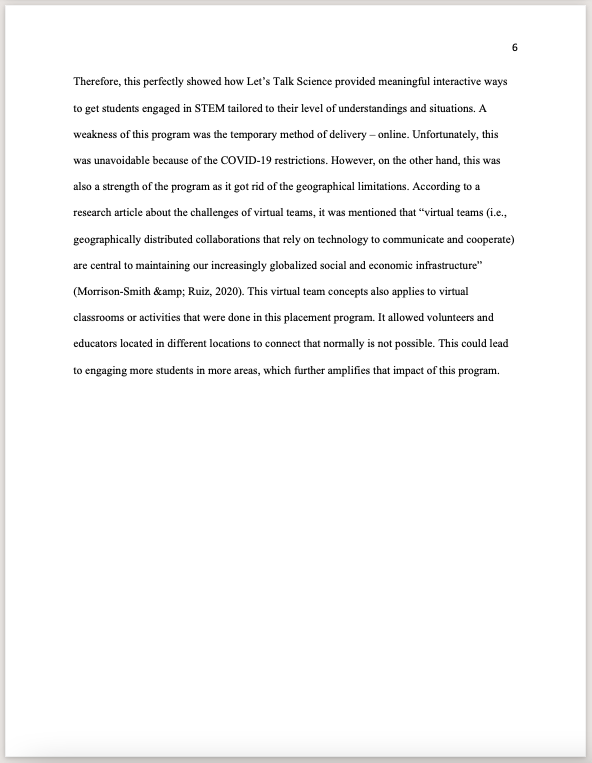 6
Therefore, this perfectly showed how Let’s Talk Science provided meaningful interactive ways
to get students engaged in STEM tailored to their level of understandings and situations. A
weakness of this program was the temporary method of delivery – online. Unfortunately, this
was unavoidable because of the COVID-19 restrictions. However, on the other hand, this was
also a strength of the program as it got rid of the geographical limitations. According to a
research article about the challenges of virtual teams, it was mentioned that “virtual teams (i.e.,
geographically distributed collaborations that rely on technology to communicate and cooperate)
are central to maintaining our increasingly globalized social and economic infrastructure”
(Morrison-Smith &amp; Ruiz, 2020). This virtual team concepts also applies to virtual
classrooms or activities that were done in this placement program. It allowed volunteers and
educators located in different locations to connect that normally is not possible. This could lead
to engaging more students in more areas, which further amplifies that impact of this program.